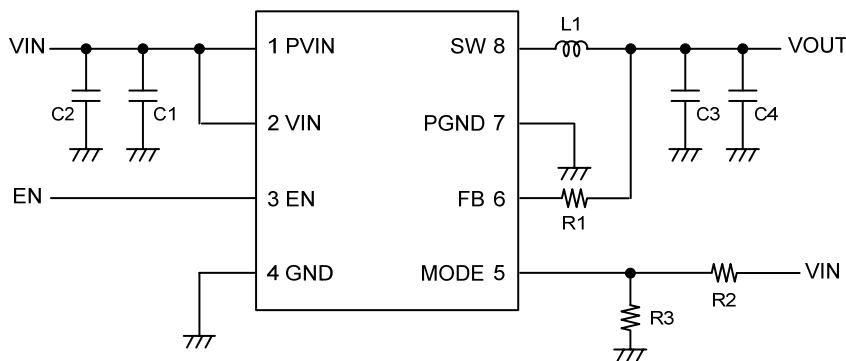 L1
VIN
1 PVIN
SW 8
VOUT
C2
C1
C3
C4
2 VIN
PGND 7
EN
3 EN
FB 6
R1
4 GND
MODE 5
VIN
R2
R3